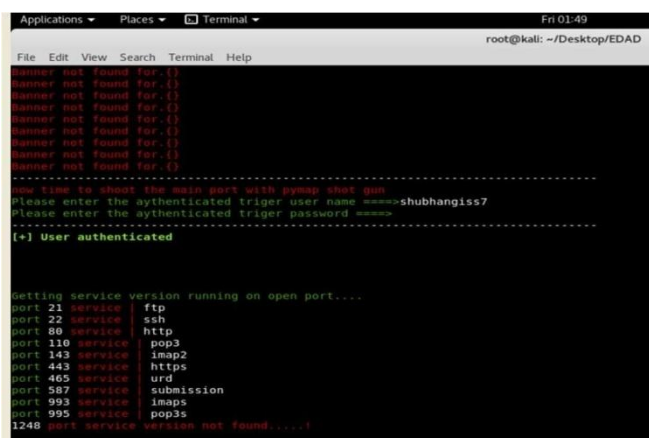 Applications ▾ Places ▾ Terminal ▾ Fri 01:49
root@kali: ~/Desktop/EDAD
File Edit View Search Terminal Help
Banner not found for.{}
Banner not found for.{}
Banner not found for.{}
Banner not found for.{}
Banner not found for.{}
Banner not found for.{}
Banner not found for.{}
Banner not found for.{}
Banner not found for.{}
now time to shoot the main port with pymap shot gun
Please enter the aythenticated triger user name ====>shubhangiss7
Please enter the aythenticated triger password ====>
[+] User authenticated
Getting service version running on open port....
port 21 service | ftp
port 22 service | ssh
port 80 service | http
port 110 service | pop3
port 143 service | imap2
port 443 service | https
port 465 service | urd
port 587 service | submission
port 993 service | imaps
port 995 service | pop3s
1248 port service version not found.....!